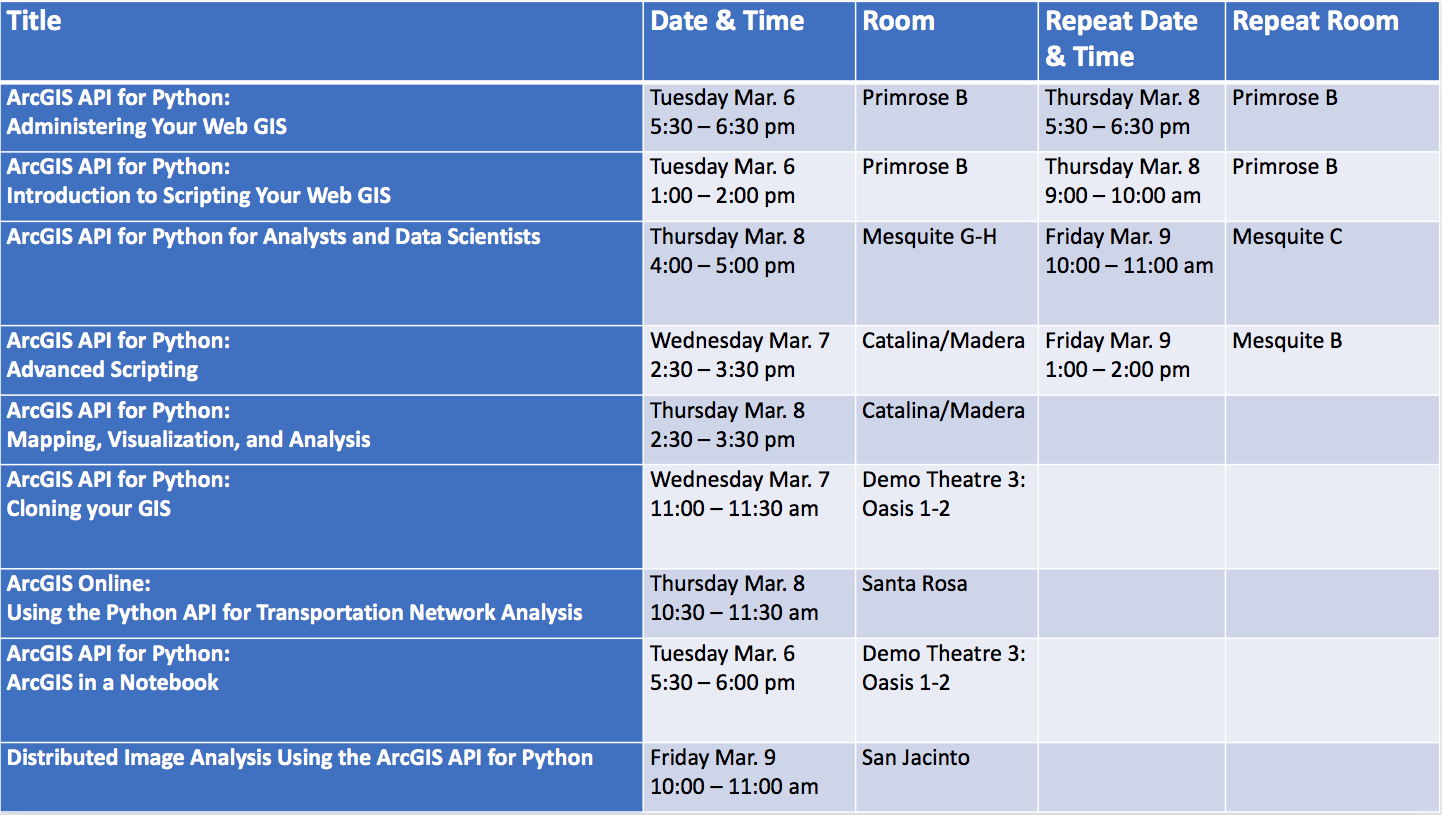 Title Date & Time Room Repeat Date & Time Repeat Room
ArcGIS API for Python: Tuesday Mar. 6 Primrose B Thursday Mar. 8 Primrose B
Administering Your Web GIS 5:30 – 6:30 pm 5:30 – 6:30 pm
ArcGIS API for Python: Tuesday Mar. 6 Primrose B Thursday Mar. 8 Primrose B
Introduction to Scripting Your Web GIS 1:00 – 2:00 pm 9:00 – 10:00 am
ArcGIS API for Python for Analysts and Data Scientists Thursday Mar. 8 Mesquite G-H Friday Mar. 9 Mesquite C
4:00 – 5:00 pm 10:00 – 11:00 am
ArcGIS API for Python: Wednesday Mar. 7 Catalina/Madera Friday Mar. 9 Mesquite B
Advanced Scripting 2:30 – 3:30 pm 1:00 – 2:00 pm
ArcGIS API for Python: Thursday Mar. 8 Catalina/Madera
Mapping, Visualization, and Analysis 2:30 – 3:30 pm
ArcGIS API for Python: Wednesday Mar. 7 Demo Theatre 3:
Cloning your GIS 11:00 – 11:30 am Oasis 1-2
ArcGIS Online: Thursday Mar. 8 Santa Rosa
Using the Python API for Transportation Network Analysis 10:30 – 11:30 am
ArcGIS API for Python: Tuesday Mar. 6 Demo Theatre 3:
ArcGIS in a Notebook 5:30 – 6:00 pm Oasis 1-2
Distributed Image Analysis Using the ArcGIS API for Python Friday Mar. 9 San Jacinto
10:00 – 11:00 am